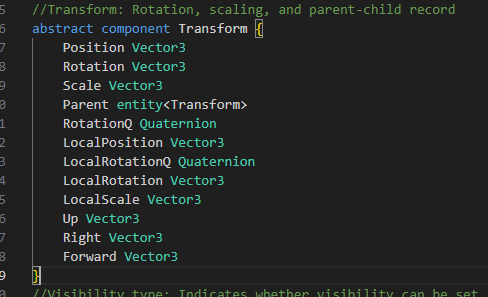 5 //Transform: Rotation, scaling, and parent-child record
6 abstract component Transform {
7 Position Vector3
8 Rotation Vector3
9 Scale Vector3
0 Parent entity<Transform>
1 RotationQ Quaternion
2 LocalPosition Vector3
3 LocalRotationQ Quaternion
4 LocalRotation Vector3
5 LocalScale Vector3
6 Up Vector3
7 Right Vector3
8 Forward Vector3
9 }
0 //Visibility type: Indicates whether visibility can be set